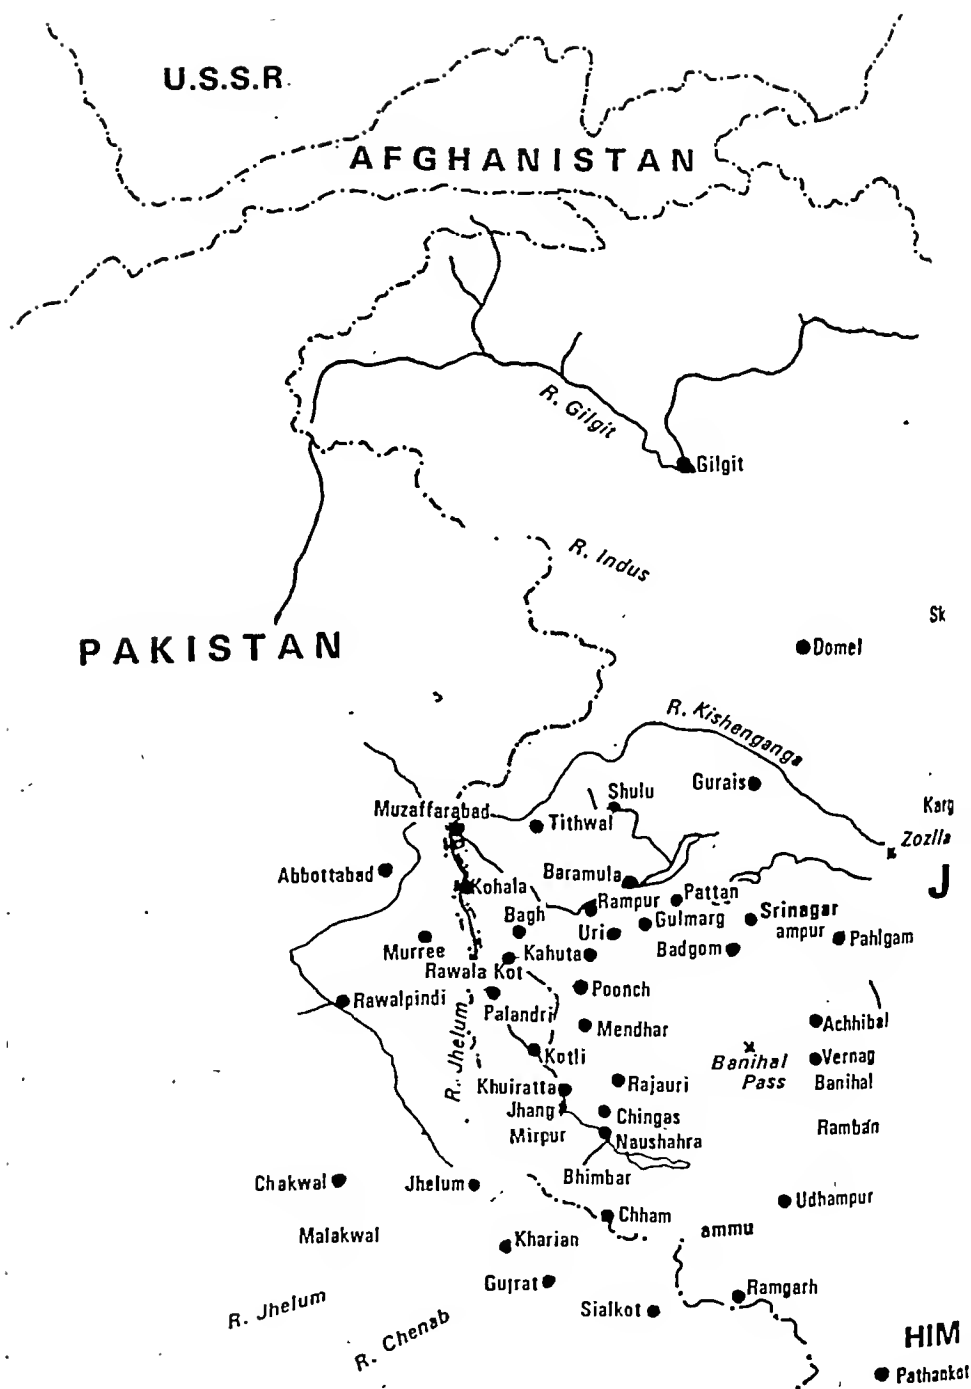 U.S.S.R.
AFGHANISTAN
R. Gilgit
Gilgit
R. Indus
Sk
PAKISTAN
Domel
R. Kishenganga
Gurais
Shulu
Karg
Muzaffarabad
Tithwal
Zozlla
Abbottabad
Baramula
J
Kohala
Rampur
Pattan
Bagh
Gulmarg
Srinagar
Uri
ampur
Pahlgam
Murree
Kahuta
Badgom
Rawala Kot
Poonch
Rawalpindi
Palandri
Achhibal
Mendhar
R. Jhelum
Kotli
Banihal
Pass
Vernag
Khuiratta
Rajauri
Banihal
Jhang
Chingas
Mirpur
Naushahra
Ramban
Bhimbar
Chakwal
Jhelum
Udhampur
Chham
ammu
Malakwal
Kharian
Gujrat
Ramgarh
R. Jhelum
Sialkot
R. Chenab
HIM
Pathankot